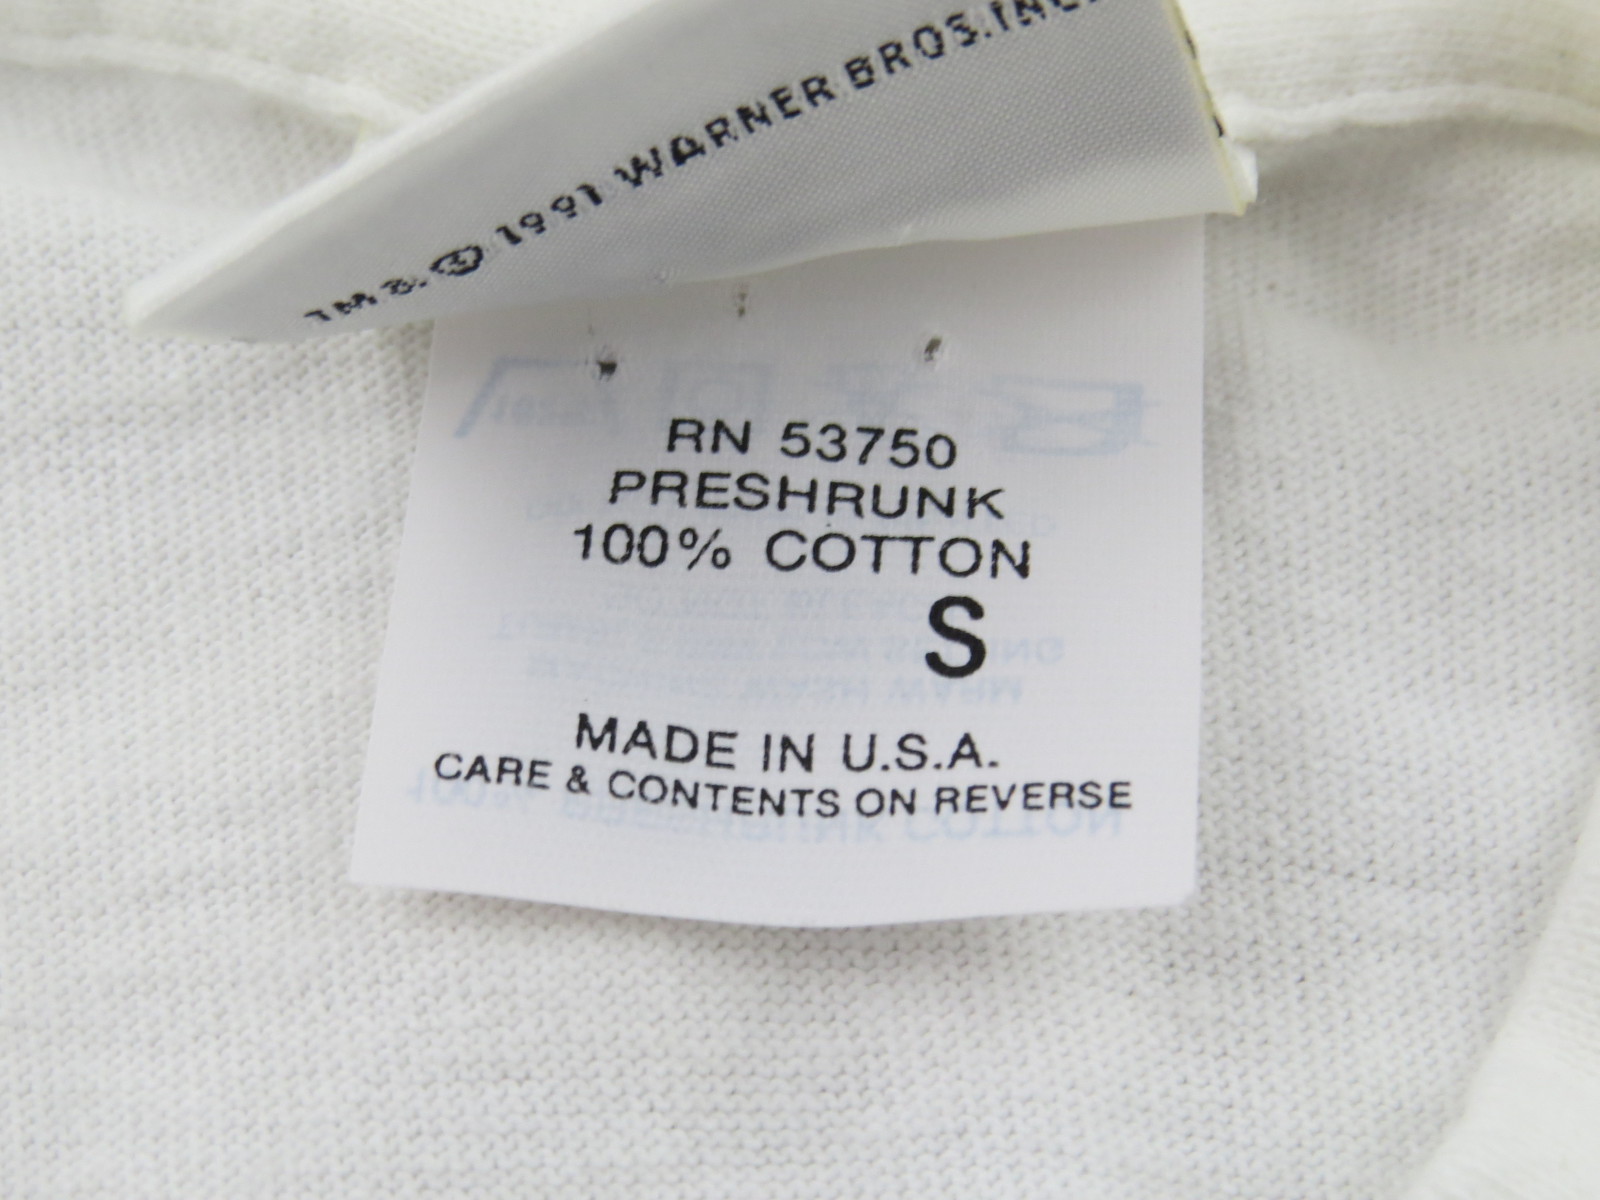 TM & © 1991 WARNER BROS. INC.
RN 53750
PRESHRUNK
100% COTTON
S
MADE IN U.S.A.
CARE & CONTENTS ON REVERSE